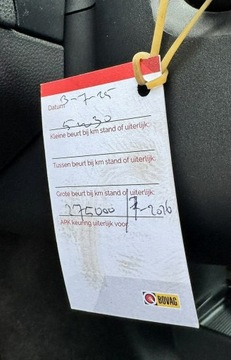 Datum 3-7-25
5w30
Kleine beurt bij km stand of uiterlijk:
Tussen beurt bij km stand of uiterlijk:
Grote beurt bij km stand of uiterlijk:
275000 / 7-2026
APK keuring uiterlijk voor:
BOVAG